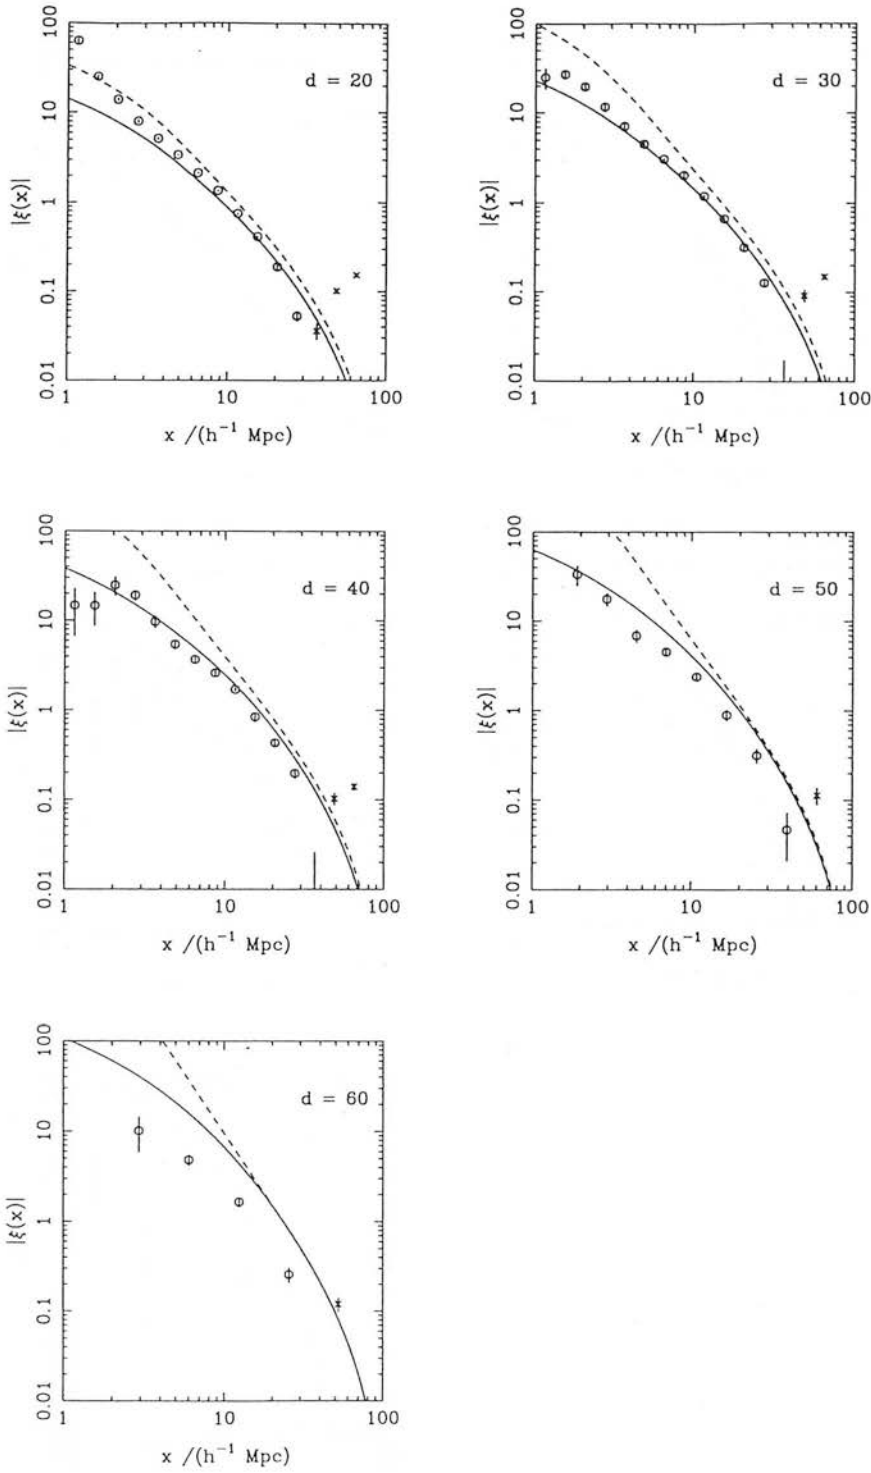 100
10
1
0.1
0.01
|ξ(x)|
d = 20
1 10 100
x /(h⁻¹ Mpc)
100
10
1
0.1
0.01
|ξ(x)|
d = 30
1 10 100
x /(h⁻¹ Mpc)
100
10
1
0.1
0.01
|ξ(x)|
d = 40
1 10 100
x /(h⁻¹ Mpc)
100
10
1
0.1
0.01
|ξ(x)|
d = 50
1 10 100
x /(h⁻¹ Mpc)
100
10
1
0.1
0.01
|ξ(x)|
d = 60
1 10 100
x /(h⁻¹ Mpc)